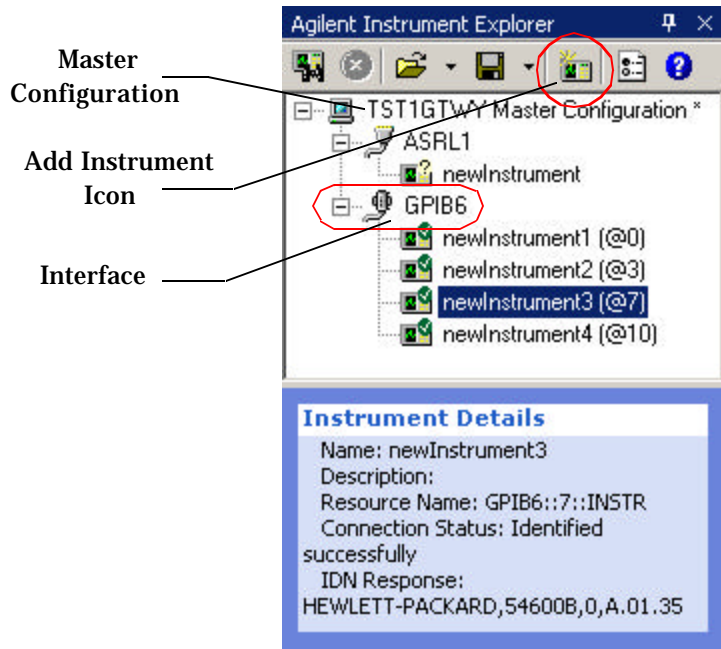 Agilent Instrument Explorer
Master
Configuration
TST1GTWY Master Configuration *
ASRL1
Add Instrument
Icon
newInstrument
GPIB6
Interface
newInstrument1 (@0)
newInstrument2 (@3)
newInstrument3 (@7)
newInstrument4 (@10)
Instrument Details
Name: newInstrument3
Description:
Resource Name: GPIB6::7::INSTR
Connection Status: Identified
successfully
IDN Response:
HEWLETT-PACKARD,54600B,0,A.01.35